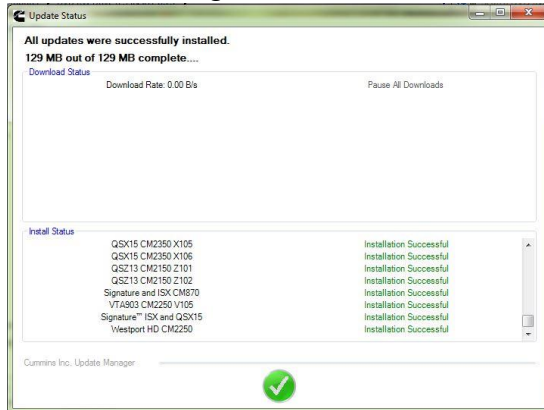 Update Status
All updates were successfully installed.
129 MB out of 129 MB complete....
Download Status
Download Rate: 0.00 B/s Pause All Downloads
Install Status
QSX15 CM2350 X105 Installation Successful
QSX15 CM2350 X106 Installation Successful
QSZ13 CM2150 Z101 Installation Successful
QSZ13 CM2150 Z102 Installation Successful
Signature and ISX CM870 Installation Successful
VTA903 CM2250 V105 Installation Successful
Signature™ ISX and QSX15 Installation Successful
Westport HD CM2250 Installation Successful
Cummins Inc. Update Manager